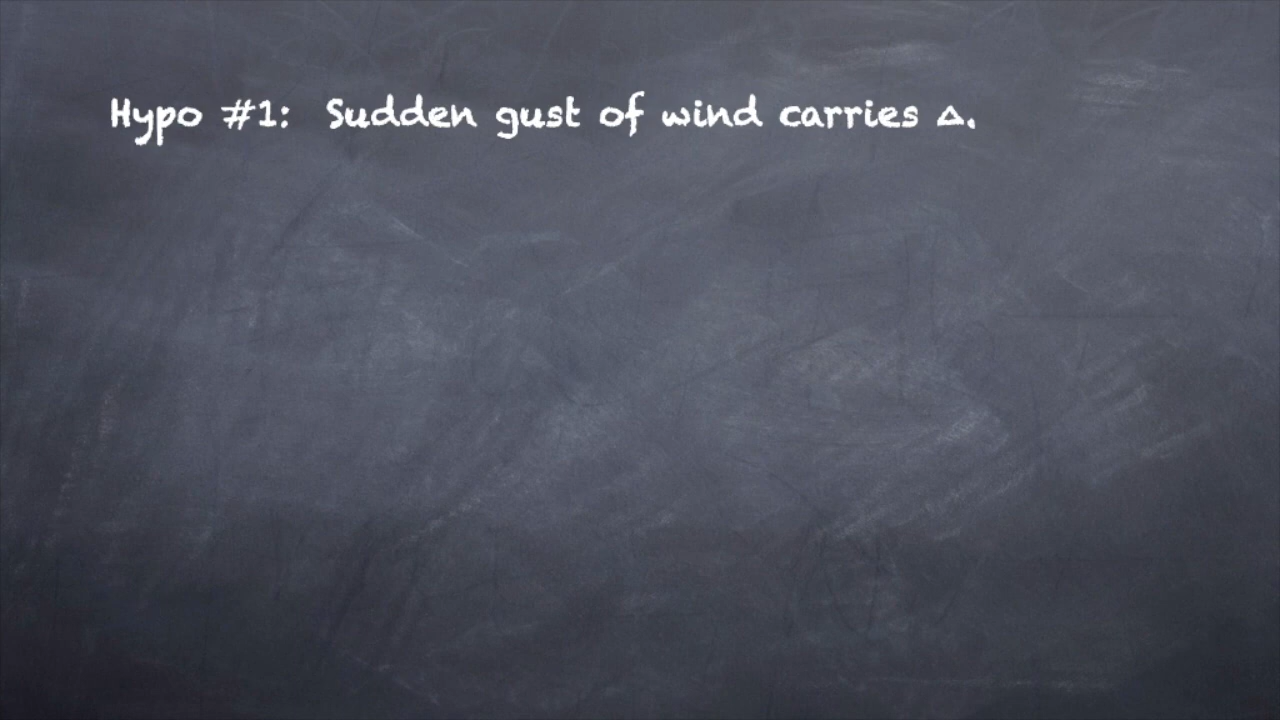 Hypo #1: Sudden gust of wind carries Δ.